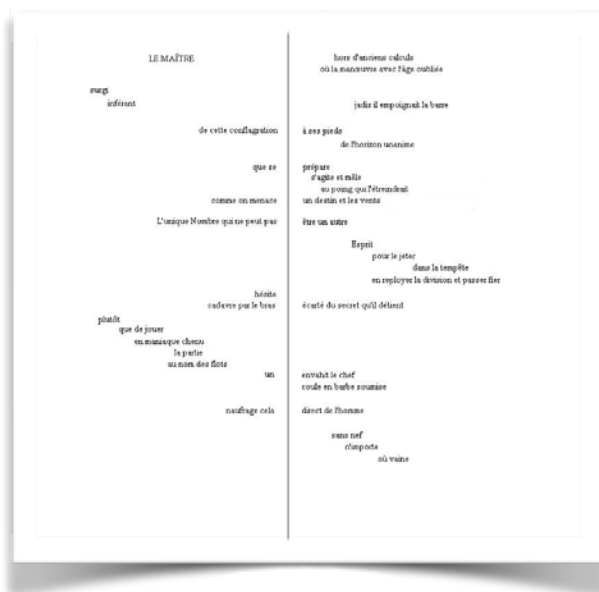 LE MAÎTRE
hors d'anciens calculs
où la manœuvre avec l'âge oubliée
surgi
inférant
jadis il empoignait la barre
de cette conflagration à ses pieds
de l'horizon unanime
que se prépare
s'agite et mêle
au poing qui l'étreindrait
comme on menace un destin et les vents
L'unique Nombre qui ne peut pas être un autre
Esprit
pour le jeter
dans la tempête
en reployer la division et passer fier
hésite
cadavre par le bras écarté du secret qu'il détient
plutôt
que de jouer
en maniaque chenu
la partie
au nom des flots
un envahit le chef
coule en barbe soumise
naufrage cela direct de l'homme
sans nef
n'importe
où vaine